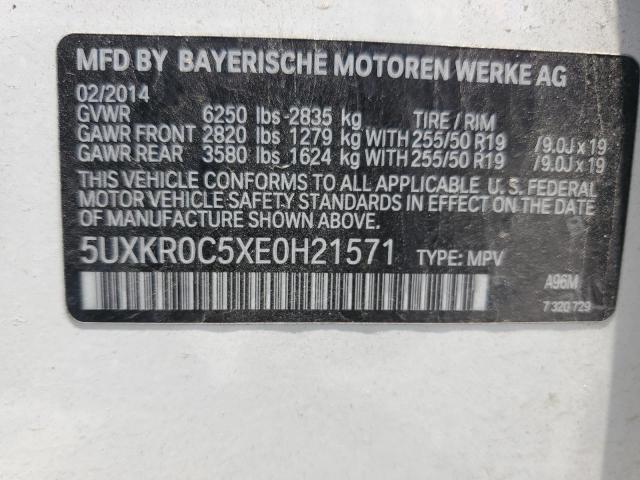 MFD BY BAYERISCHE MOTOREN WERKE AG
02/2014
GVWR 6250 lbs-2835 kg TIRE / RIM
GAWR FRONT 2820 lbs 1279 kg WITH 255/50 R19 /9.0J x 19
GAWR REAR 3580 lbs 1624 kg WITH 255/50 R19 /9.0J x 19
THIS VEHICLE CONFORMS TO ALL APPLICABLE U. S. FEDERAL
MOTOR VEHICLE SAFETY STANDARDS IN EFFECT ON THE DATE
OF MANUFACTURE SHOWN ABOVE.
5UXKR0C5XE0H21571 TYPE: MPV
A96M
7 320 729